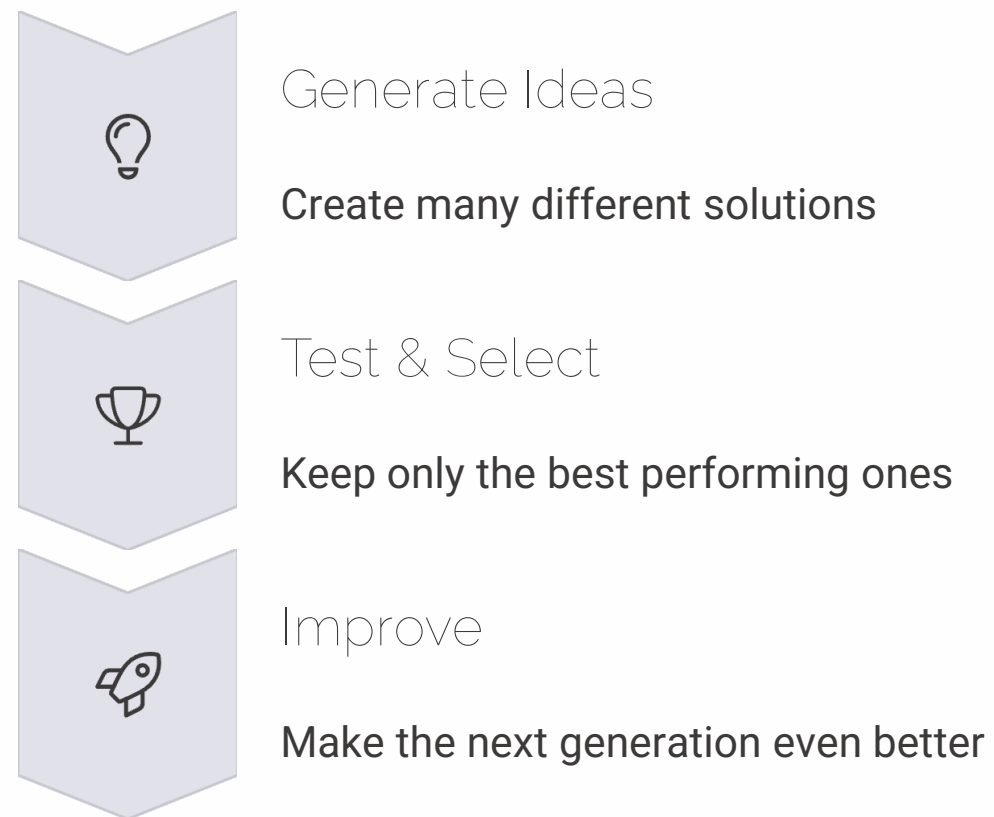 Generate Ideas
Create many different solutions
Test & Select
Keep only the best performing ones
Improve
Make the next generation even better